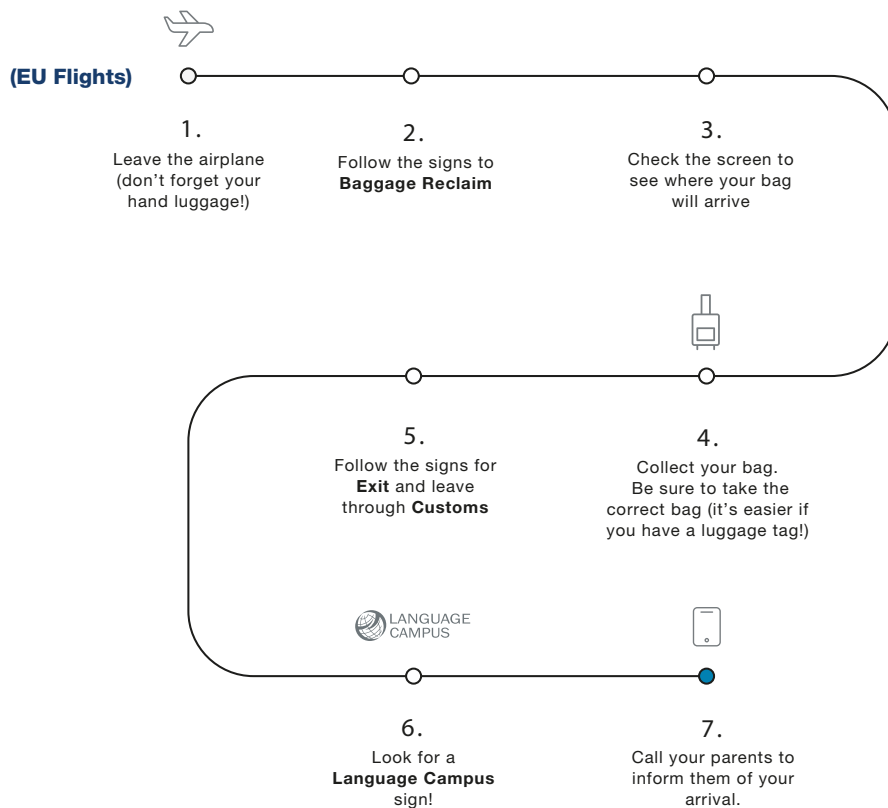 (EU Flights)
1.
Leave the airplane
(don't forget your
hand luggage!)
2.
Follow the signs to
Baggage Reclaim
3.
Check the screen to
see where your bag
will arrive
4.
Collect your bag.
Be sure to take the
correct bag (it's easier if
you have a luggage tag!)
5.
Follow the signs for
Exit and leave
through Customs
LANGUAGE
CAMPUS
6.
Look for a
Language Campus
sign!
7.
Call your parents to
inform them of your
arrival.